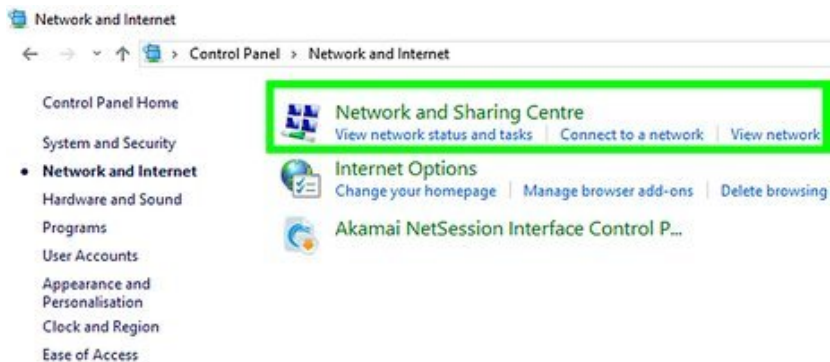 Network and Internet
Control Panel > Network and Internet
Control Panel Home
System and Security
Network and Internet
Hardware and Sound
Programs
User Accounts
Appearance and
Personalisation
Clock and Region
Ease of Access
Network and Sharing Centre
View network status and tasks | Connect to a network | View network
Internet Options
Change your homepage | Manage browser add-ons | Delete browsing
Akamai NetSession Interface Control P...